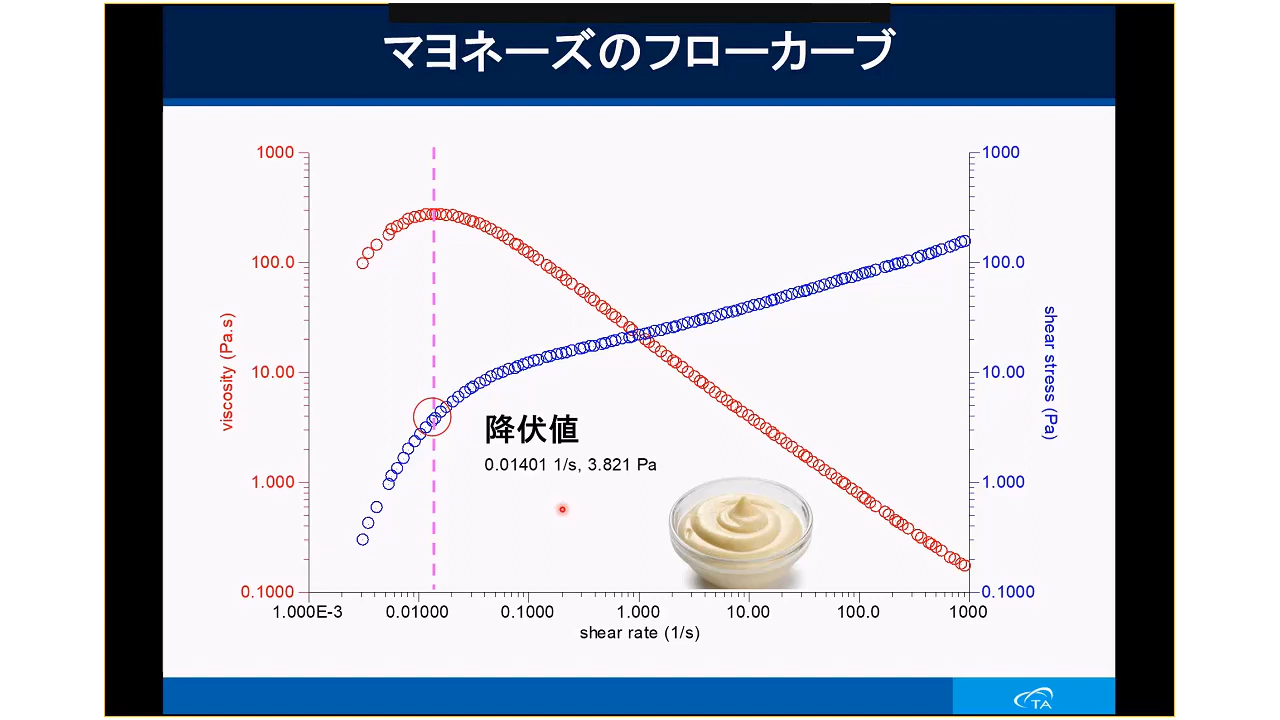 マヨネーズのフローカーブ
1000
100.0
10.00
1.000
0.1000
viscosity (Pa.s)
1000
100.0
10.00
1.000
0.1000
shear stress (Pa)
降伏値
0.01401 1/s, 3.821 Pa
1.000E-3 0.01000 0.1000 1.000 10.00 100.0 1000
shear rate (1/s)
TA